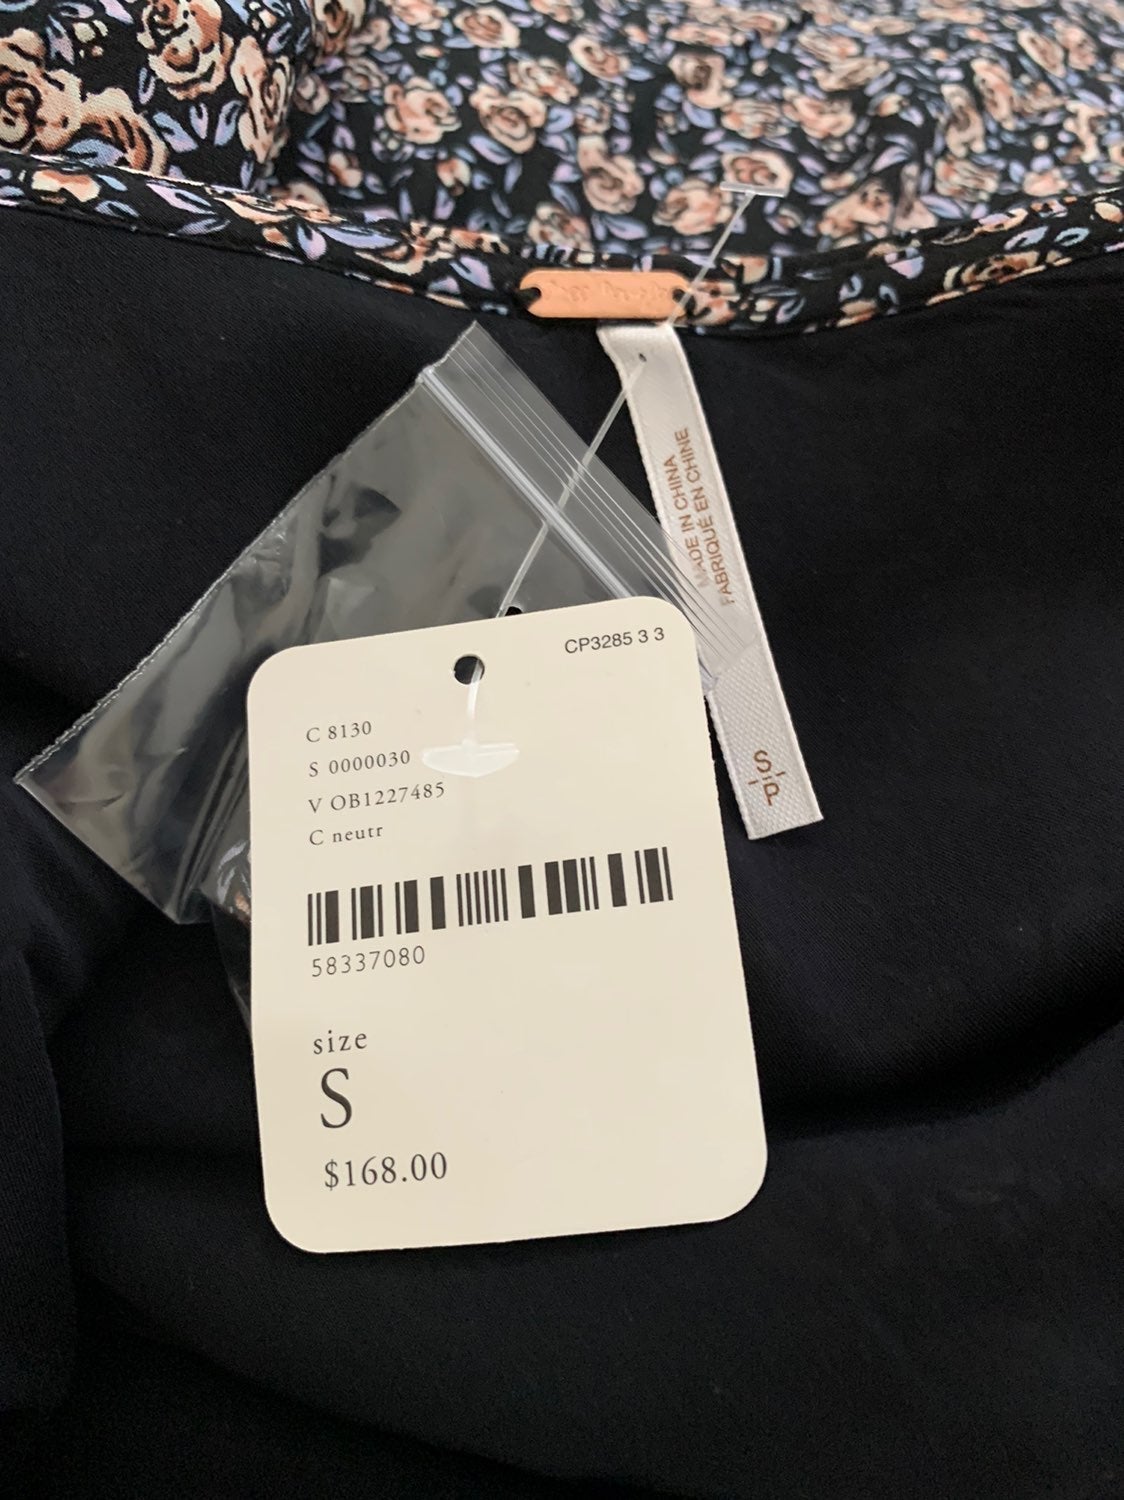 MADE IN CHINA
FABRIQUÉ EN CHINE
S
P
CP3285 3 3
C 8130
S 0000030
V OB1227485
C neutr
58337080
size
S
$168.00